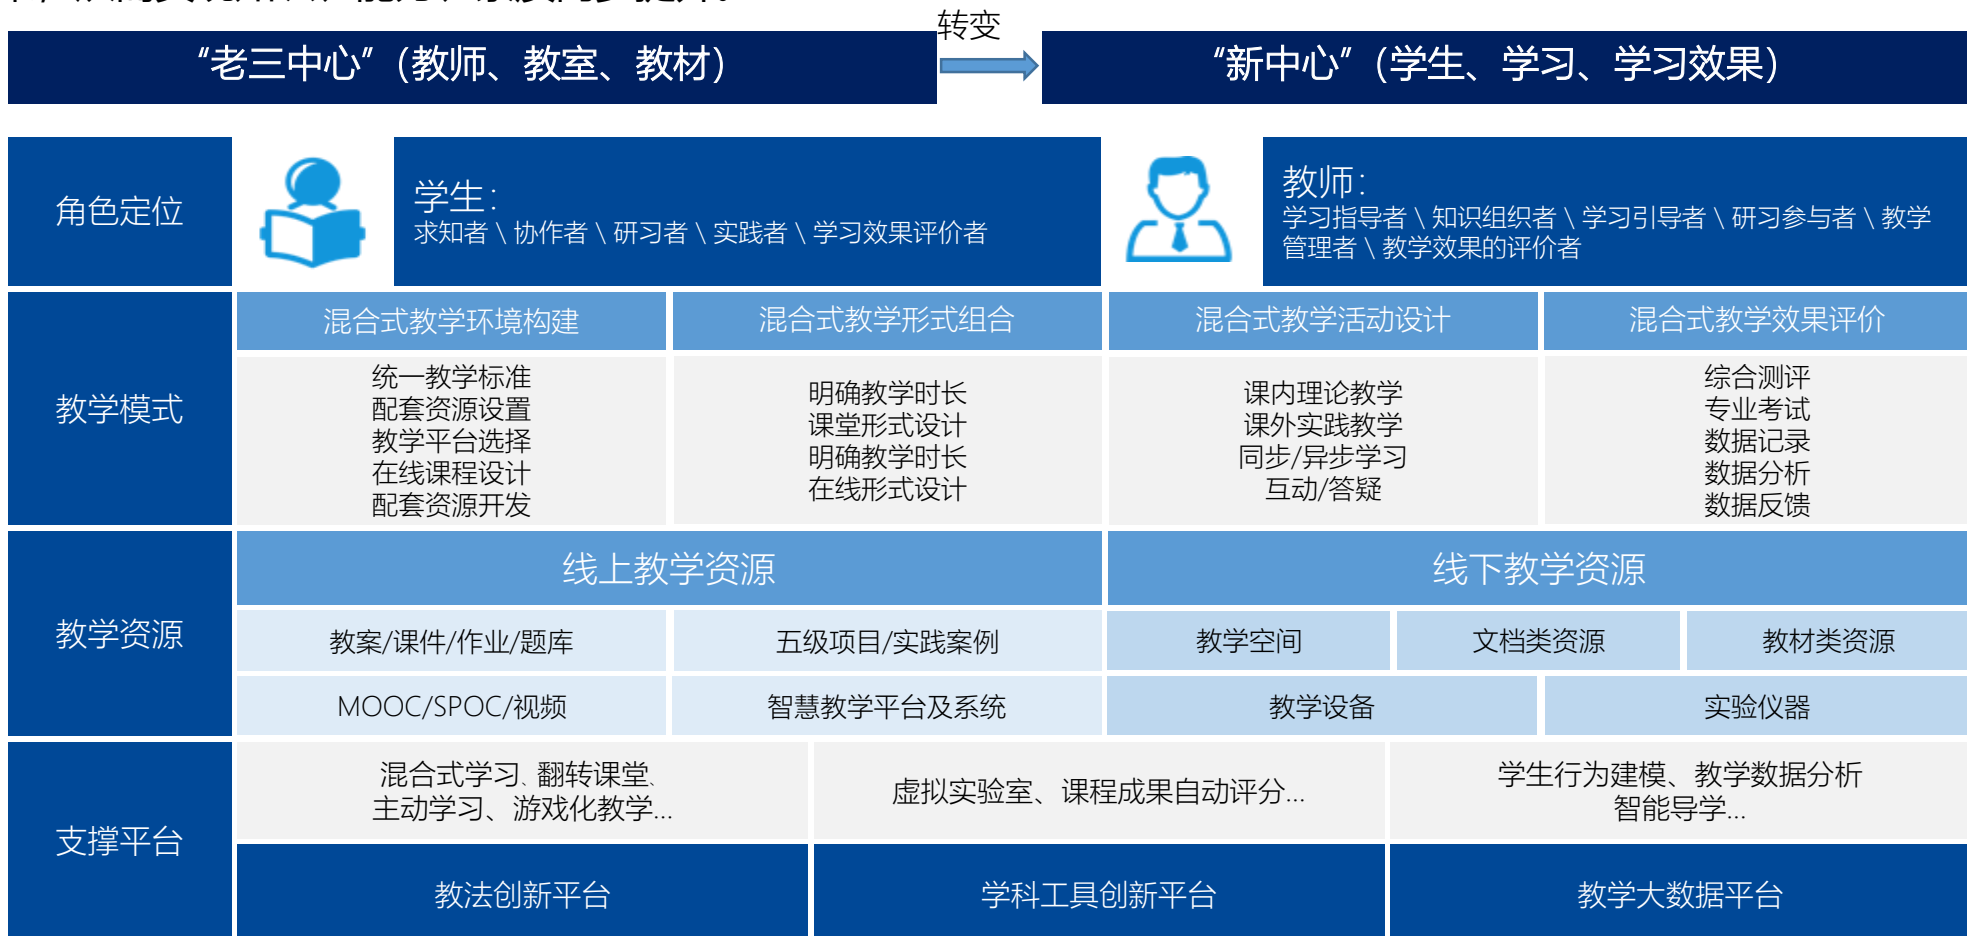 转变
“老三中心”（教师、教室、教材）
“新中心”（学生、学习、学习效果）
角色定位
学生：
求知者 \ 协作者 \ 研习者 \ 实践者 \ 学习效果评价者
教师：
学习指导者 \ 知识组织者 \ 学习引导者 \ 研习参与者 \ 教学
管理者 \ 教学效果的评价者
教学模式
混合式教学环境构建
统一教学标准
配套资源设置
教学平台选择
在线课程设计
配套资源开发
混合式教学形式组合
明确教学时长
课堂形式设计
明确教学时长
在线形式设计
混合式教学活动设计
课内理论教学
课外实践教学
同步/异步学习
互动/答疑
混合式教学效果评价
综合测评
专业考试
数据记录
数据分析
数据反馈
教学资源
线上教学资源
线下教学资源
教案/课件/作业/题库
五级项目/实践案例
教学空间
文档类资源
教材类资源
MOOC/SPOC/视频
智慧教学平台及系统
教学设备
实验仪器
支撑平台
混合式学习、翻转课堂、
主动学习、游戏化教学...
虚拟实验室、课程成果自动评分...
学生行为建模、教学数据分析
智能导学...
教法创新平台
学科工具创新平台
教学大数据平台